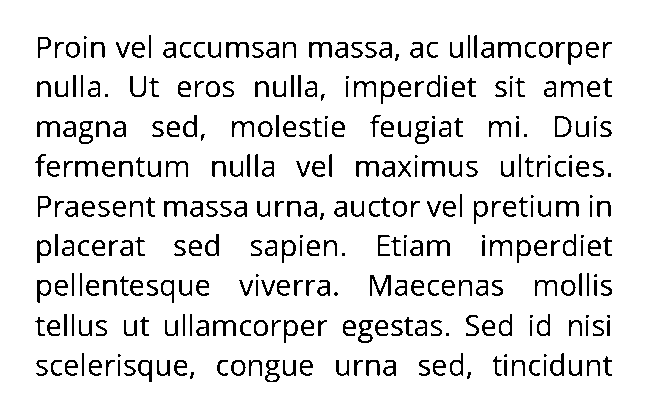 Proin vel accumsan massa, ac ullamcorper
nulla. Ut eros nulla, imperdiet sit amet
magna sed, molestie feugiat mi. Duis
fermentum nulla vel maximus ultricies.
Praesent massa urna, auctor vel pretium in
placerat sed sapien. Etiam imperdiet
pellentesque viverra. Maecenas mollis
tellus ut ullamcorper egestas. Sed id nisi
scelerisque, congue urna sed, tincidunt